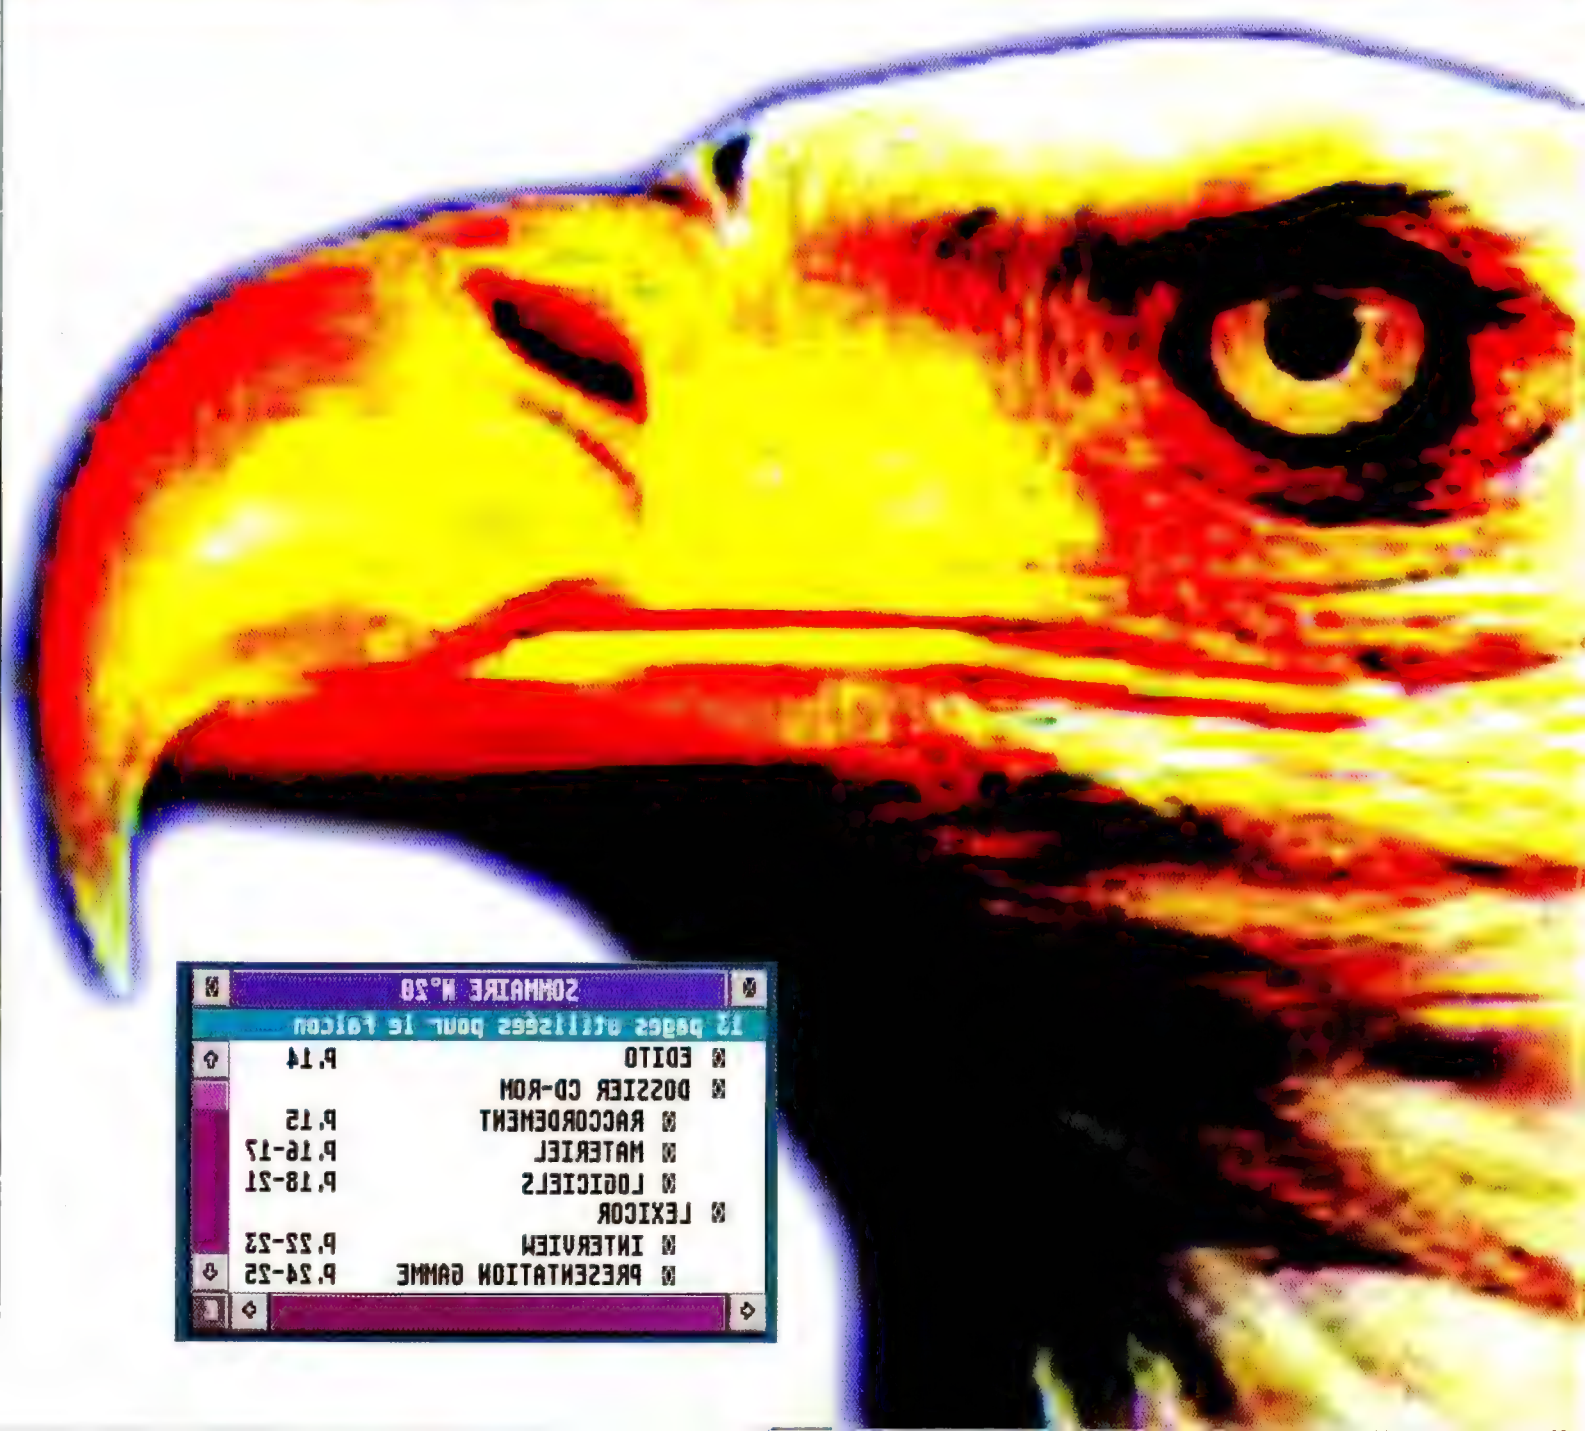 SOMMAIRE N°28
13 pages utilisées pour le Falcon
EDITO P.14
DOSSIER CD-ROM
RACCORDEMENT P.15
MATERIEL P.16-17
LOGICIELS P.18-21
LEXICOR
INTERVIEW P.22-23
PRESENTATION GAMME P.24-25